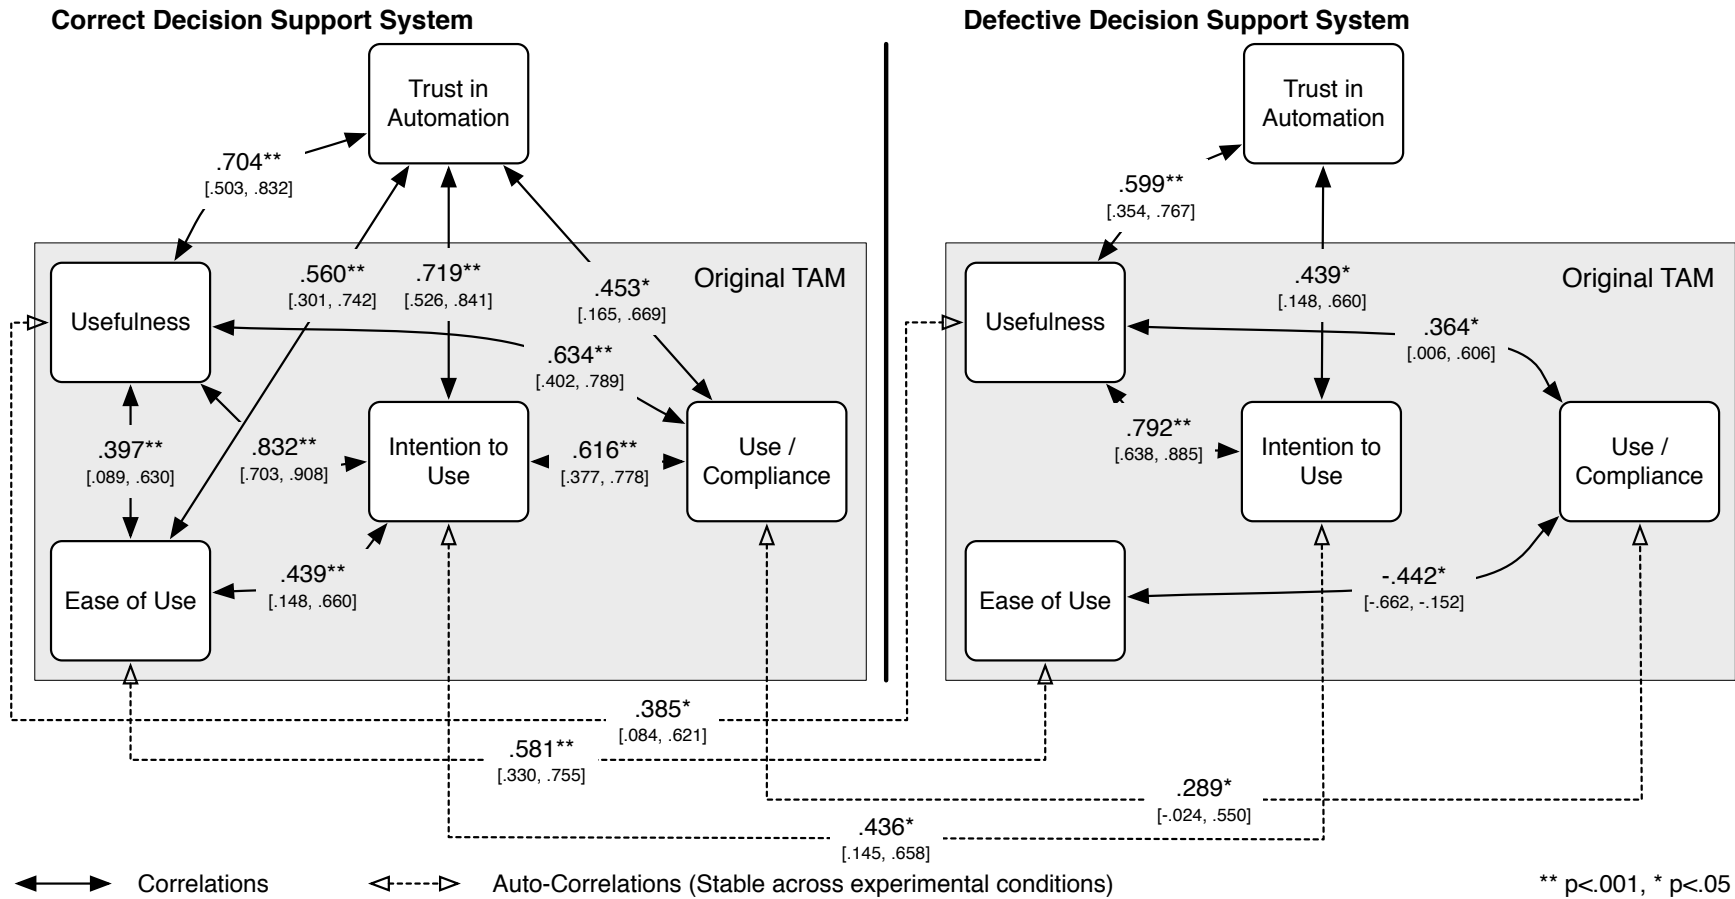 Correct Decision Support System
Defective Decision Support System
Trust in
Automation
Trust in
Automation
.704**
[.503, .832]
.599**
[.354, .767]
.560**
[.301, .742]
.719**
[.526, .841]
.453*
[.165, .669]
Original TAM
.439*
[.148, .660]
Original TAM
Usefulness
Usefulness
.634**
[.402, .789]
.364*
[.006, .606]
.397**
[.089, .630]
.832**
[.703, .908]
Intention to
Use
.616**
[.377, .778]
Use /
Compliance
.792**
[.638, .885]
Intention to
Use
Use /
Compliance
Ease of Use
.439**
[.148, .660]
Ease of Use
-.442*
[-.662, -.152]
.385*
[.084, .621]
.581**
[.330, .755]
.289*
[-.024, .550]
.436*
[.145, .658]
Correlations
Auto-Correlations (Stable across experimental conditions)
** p<.001, * p<.05